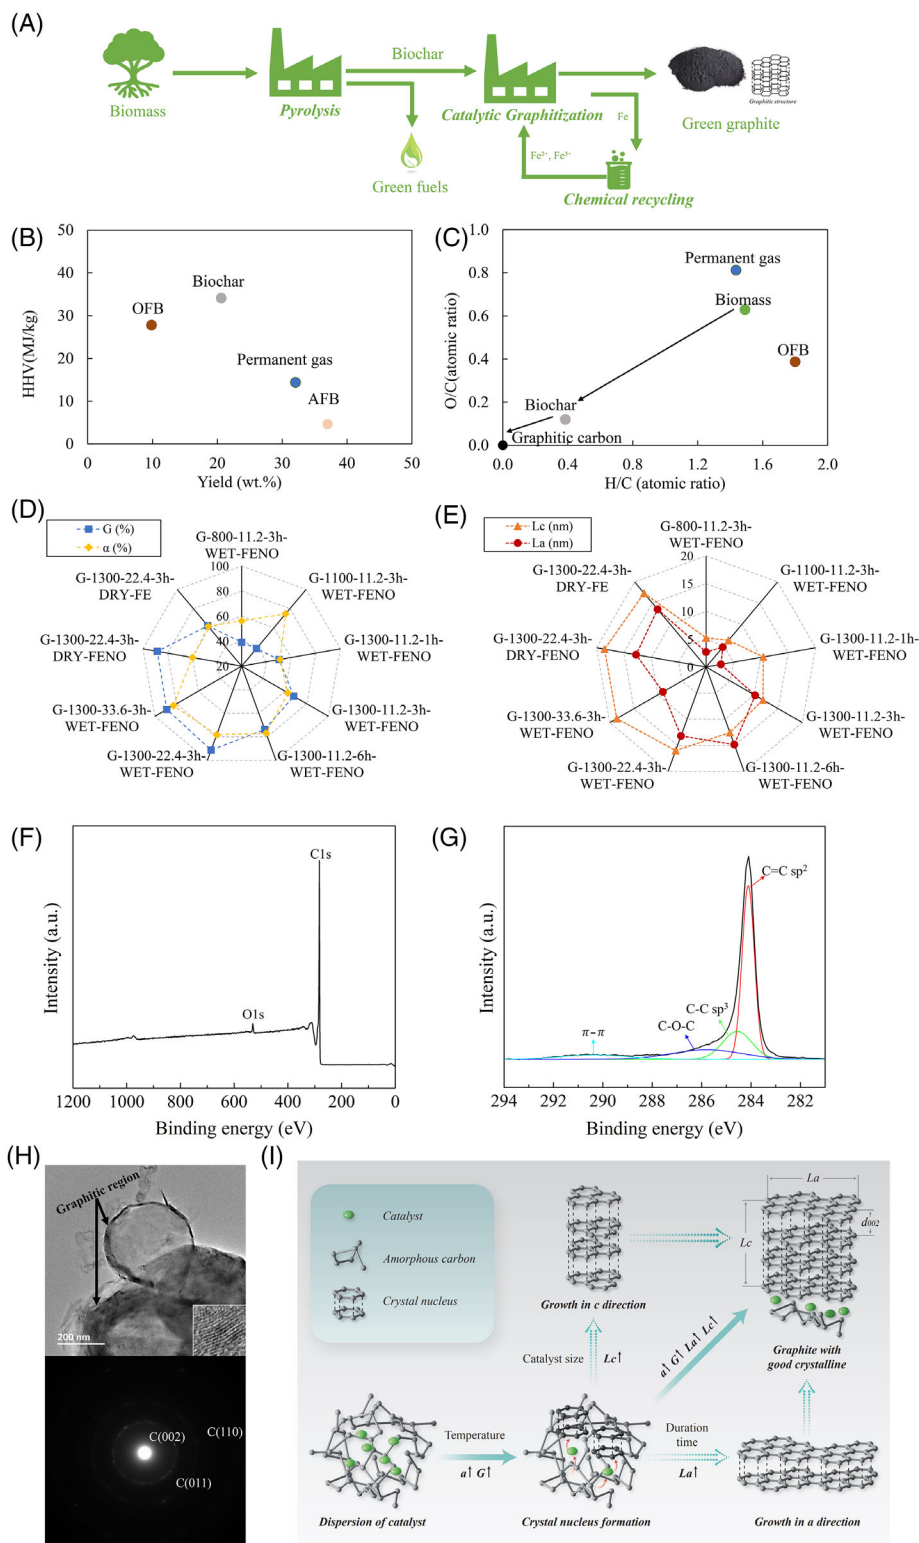 (A)
Biomass
Pyrolysis
Biochar
Green fuels
Catalytic Graphitization
Fe
Fe²⁺, Fe³⁺
Chemical recycling
Graphitic structure
Green graphite
(B)
HHV(MJ/kg)
50
40
30
20
10
0
OFB
Biochar
Permanent gas
AFB
0 10 20 30 40 50
Yield (wt.%)
(C)
O/C(atomic ratio)
1.0
0.8
0.6
0.4
0.2
0.0
Permanent gas
Biomass
OFB
Biochar
Graphitic carbon
0.0 0.4 0.8 1.2 1.6 2.0
H/C (atomic ratio)
(D)
G (%)
α (%)
G-800-11.2-3h-
WET-FENO
G-1100-11.2-3h-
WET-FENO
G-1300-11.2-1h-
WET-FENO
G-1300-11.2-3h-
WET-FENO
G-1300-11.2-6h-
WET-FENO
G-1300-22.4-3h-
WET-FENO
G-1300-33.6-3h-
WET-FENO
G-1300-22.4-3h-
DRY-FENO
G-1300-22.4-3h-
DRY-FE
100
80
60
40
20
(E)
Lc (nm)
La (nm)
G-800-11.2-3h-
WET-FENO
G-1100-11.2-3h-
WET-FENO
G-1300-11.2-1h-
WET-FENO
G-1300-11.2-3h-
WET-FENO
G-1300-11.2-6h-
WET-FENO
G-1300-22.4-3h-
WET-FENO
G-1300-33.6-3h-
WET-FENO
G-1300-22.4-3h-
DRY-FENO
G-1300-22.4-3h-
DRY-FE
20
15
10
5
0
(F)
Intensity (a.u.)
C1s
O1s
1200 1000 800 600 400 200 0
Binding energy (eV)
(G)
Intensity (a.u.)
C=C sp²
C-C sp³
C-O-C
π-π
294 292 290 288 286 284 282
Binding energy (eV)
(H)
Graphitic region
200 nm
C(002)
C(110)
C(011)
(I)
Catalyst
Amorphous carbon
Crystal nucleus
Growth in c direction
La
Lc
d002
Graphite with
good crystalline
Catalyst size
Lc↑
a↑ G↑ La↑ Lc↑
Temperature
a↑ G↑
Duration
time
La↑
Dispersion of catalyst
Crystal nucleus formation
Growth in a direction